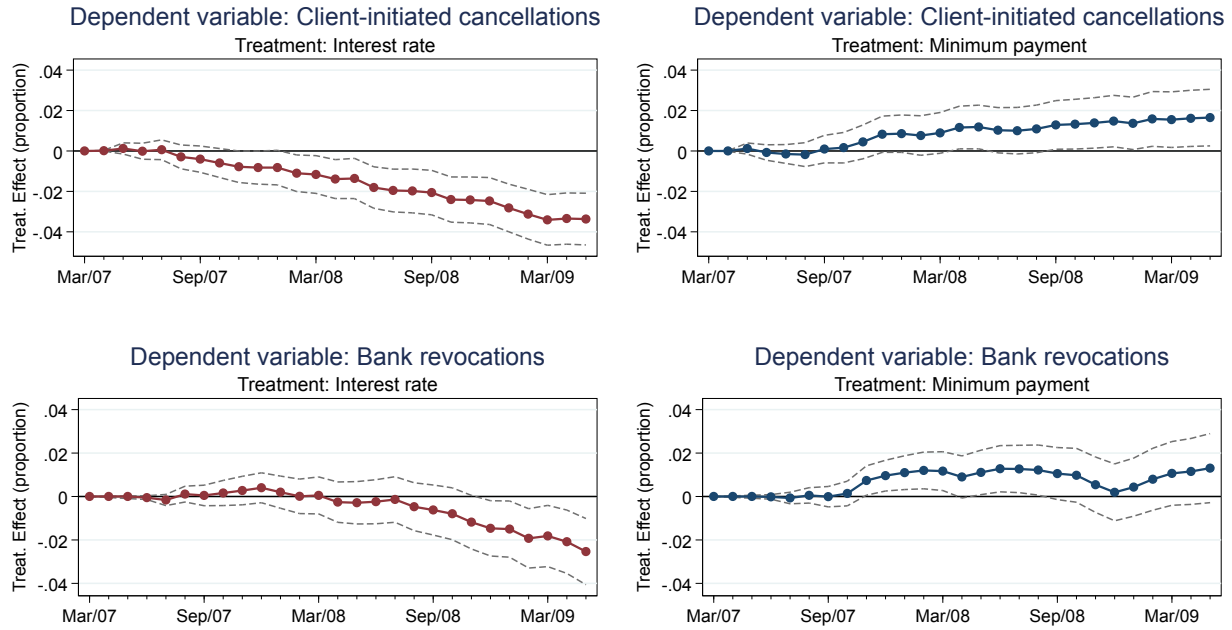 Dependent variable: Client-initiated cancellations
Treatment: Interest rate
Treat. Effect (proportion)
.04
.02
0
-.02
-.04
Mar/07 Sep/07 Mar/08 Sep/08 Mar/09
Dependent variable: Client-initiated cancellations
Treatment: Minimum payment
Treat. Effect (proportion)
.04
.02
0
-.02
-.04
Mar/07 Sep/07 Mar/08 Sep/08 Mar/09
Dependent variable: Bank revocations
Treatment: Interest rate
Treat. Effect (proportion)
.04
.02
0
-.02
-.04
Mar/07 Sep/07 Mar/08 Sep/08 Mar/09
Dependent variable: Bank revocations
Treatment: Minimum payment
Treat. Effect (proportion)
.04
.02
0
-.02
-.04
Mar/07 Sep/07 Mar/08 Sep/08 Mar/09